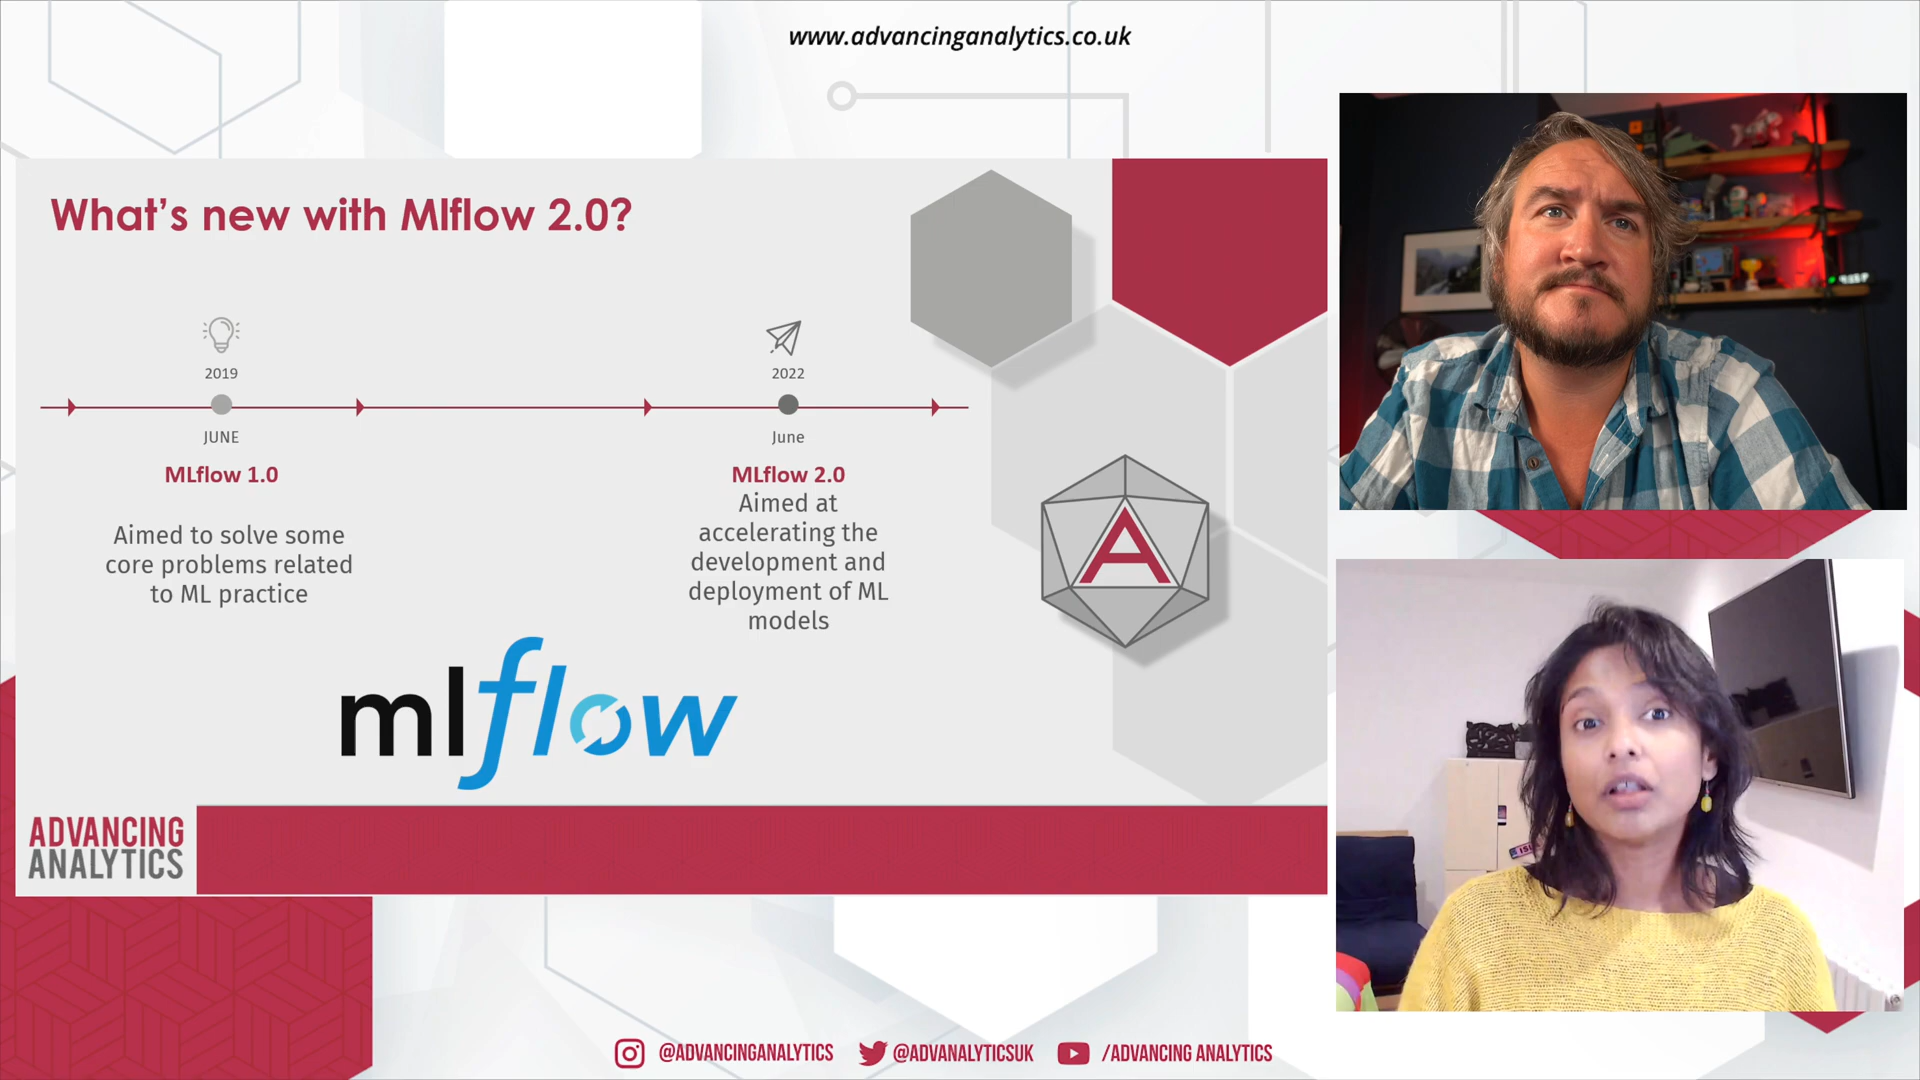 www.advancinganalytics.co.uk
What's new with Mlflow 2.0?
2019
JUNE
MLflow 1.0
Aimed to solve some
core problems related
to ML practice
2022
June
MLflow 2.0
Aimed at
accelerating the
development and
deployment of ML
models
A
mlflow
ADVANCING
ANALYTICS
@ADVANCINGANALYTICS @ADVANALYTICSUK /ADVANCING ANALYTICS